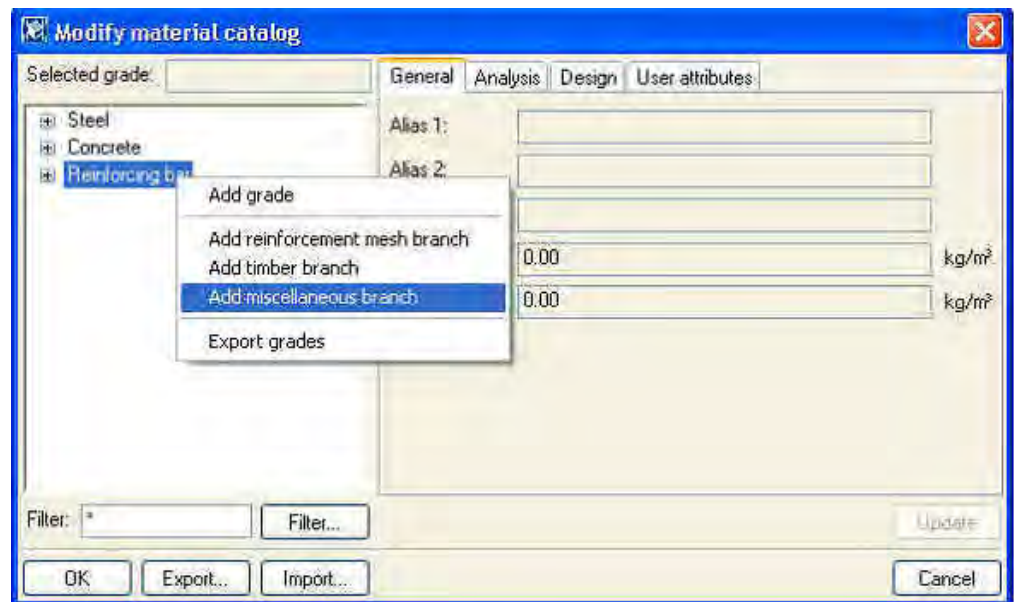 Modify material catalog
Selected grade:
General Analysis Design User attributes
Steel
Concrete
Reinforcing bar
Alias 1:
Alias 2:
Add grade
Add reinforcement mesh branch
Add timber branch
Add miscellaneous branch
Export grades
0.00 kg/m³
0.00 kg/m³
Filter: * Filter...
Update
OK Export... Import... Cancel